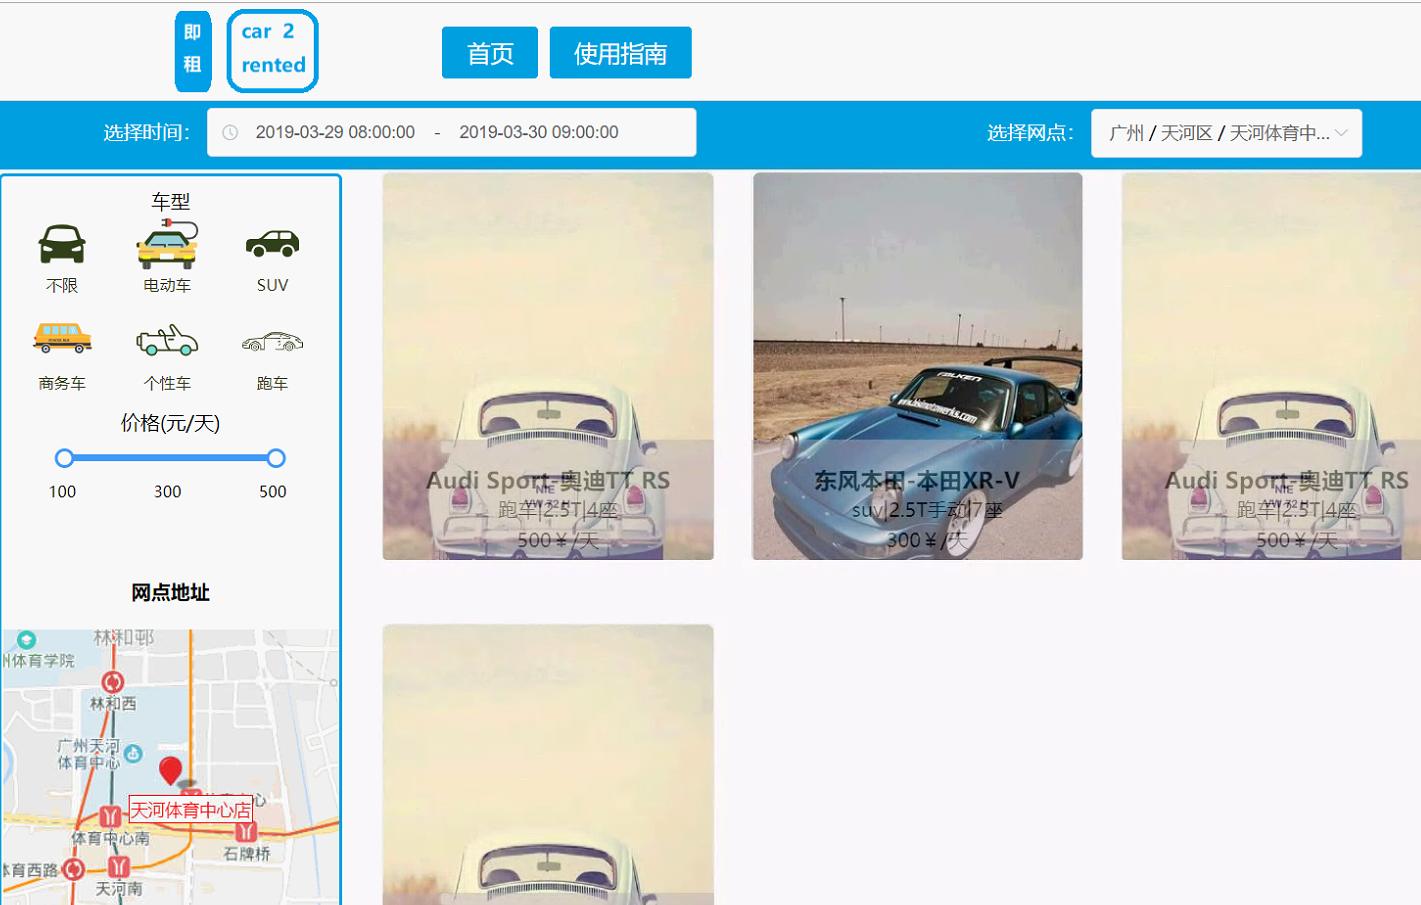 即
租
car 2
rented
首页
使用指南
选择时间:
2019-03-29 08:00:00 - 2019-03-30 09:00:00
选择网点:
广州 / 天河区 / 天河体育中...
车型
不限
电动车
SUV
商务车
个性车
跑车
价格(元/天)
100
300
500
网点地址
林和邨
州体育学院
林和西
广州天河
体育中心
天河体育中心店
体育中心南
石牌桥
体育西路
天河南
Audi Sport-奥迪TT RS
跑车|2.5T|4座
500￥/天
FALKEN
东风本田-本田XR-V
suv|2.5T手动|7座
300￥/天
Audi Sport-奥迪TT RS
跑车|2.5T|4座
500￥/天